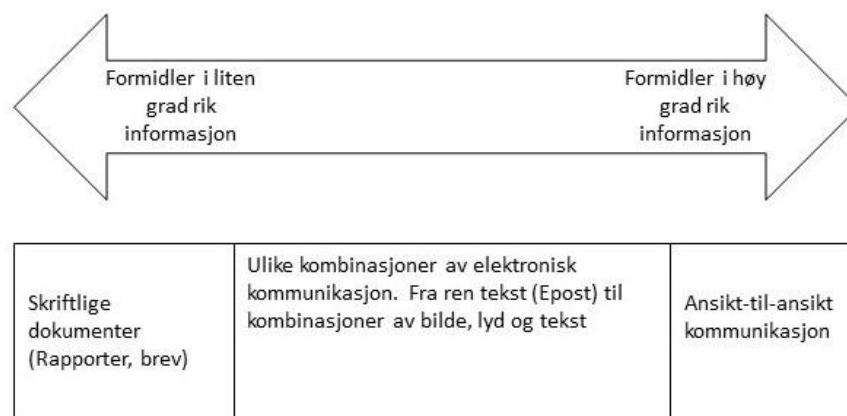 Formidler i liten
grad rik
informasjon
Formidler i høy
grad rik
informasjon
Skriftlige
dokumenter
(Rapporter, brev)
Ulike kombinasjoner av elektronisk
kommunikasjon. Fra ren tekst (Epost) til
kombinasjoner av bilde, lyd og tekst
Ansikt-til-ansikt
kommunikasjon